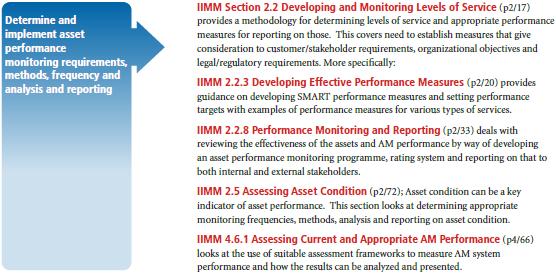 Determine and
implement asset
performance
monitoring requirements,
methods, frequency and
analysis and reporting
IIMM Section 2.2 Developing and Monitoring Levels of Service (p2/17)
provides a methodology for determining levels of service and appropriate performance
measures for reporting on those. This covers need to establish measures that give
consideration to customer/stakeholder requirements, organizational objectives and
legal/regulatory requirements. More specifically:
IIMM 2.2.3 Developing Effective Performance Measures (p2/20) provides
guidance on developing SMART performance measures and setting performance
targets with examples of performance measures for various types of services.
IIMM 2.2.8 Performance Monitoring and Reporting (p2/33) deals with
reviewing the effectiveness of the assets and AM performance by way of developing
an asset performance monitoring programme, rating system and reporting on that to
both internal and external stakeholders.
IIMM 2.5 Assessing Asset Condition (p2/72); Asset condition can be a key
indicator of asset performance. This section looks at determining appropriate
monitoring frequencies, methods, analysis and reporting on asset condition.
IIMM 4.6.1 Assessing Current and Appropriate AM Performance (p4/66)
looks at the use of suitable assessment frameworks to measure AM system
performance and how the results can be analyzed and presented.